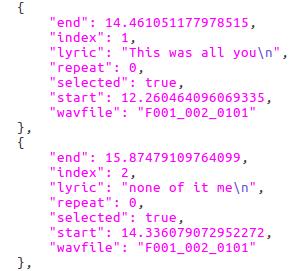 {
"end": 14.461051177978515,
"index": 1,
"lyric": "This was all you\n",
"repeat": 0,
"selected": true,
"start": 12.260464096069335,
"wavfile": "F001_002_0101"
},
{
"end": 15.87479109764099,
"index": 2,
"lyric": "none of it me\n",
"repeat": 0,
"selected": true,
"start": 14.336079072952272,
"wavfile": "F001_002_0101"
},